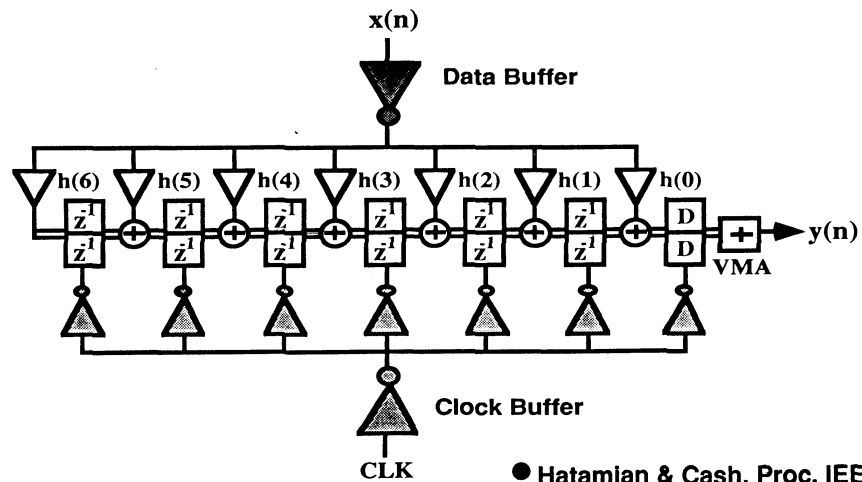 x(n)
Data Buffer
h(6) h(5) h(4) h(3) h(2) h(1) h(0)
z⁻¹ z⁻¹ z⁻¹ z⁻¹ z⁻¹ z⁻¹ D
+ + + + + + + y(n)
z⁻¹ z⁻¹ z⁻¹ z⁻¹ z⁻¹ z⁻¹ D
VMA
Clock Buffer
CLK
● Hatamian & Cash, Proc. IEE